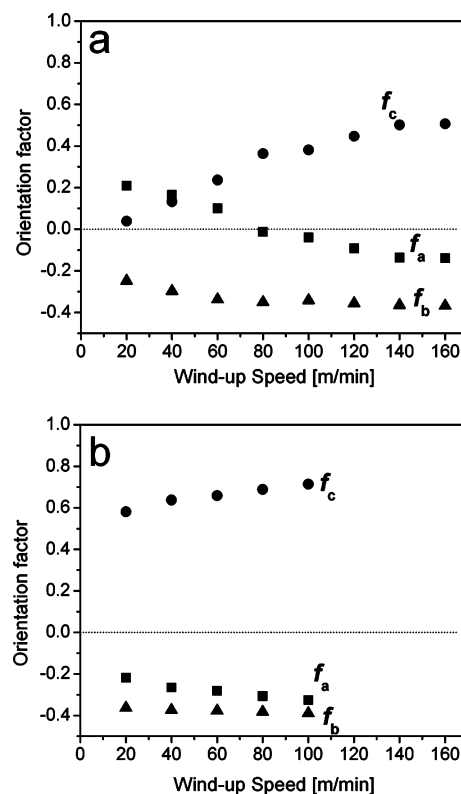 a
1.0
0.8
0.6
0.4
0.2
0.0
-0.2
-0.4
Orientation factor
fc
fa
fb
0 20 40 60 80 100 120 140 160
Wind-up Speed [m/min]
b
1.0
0.8
0.6
0.4
0.2
0.0
-0.2
-0.4
Orientation factor
fc
fa
fb
0 20 40 60 80 100 120 140 160
Wind-up Speed [m/min]